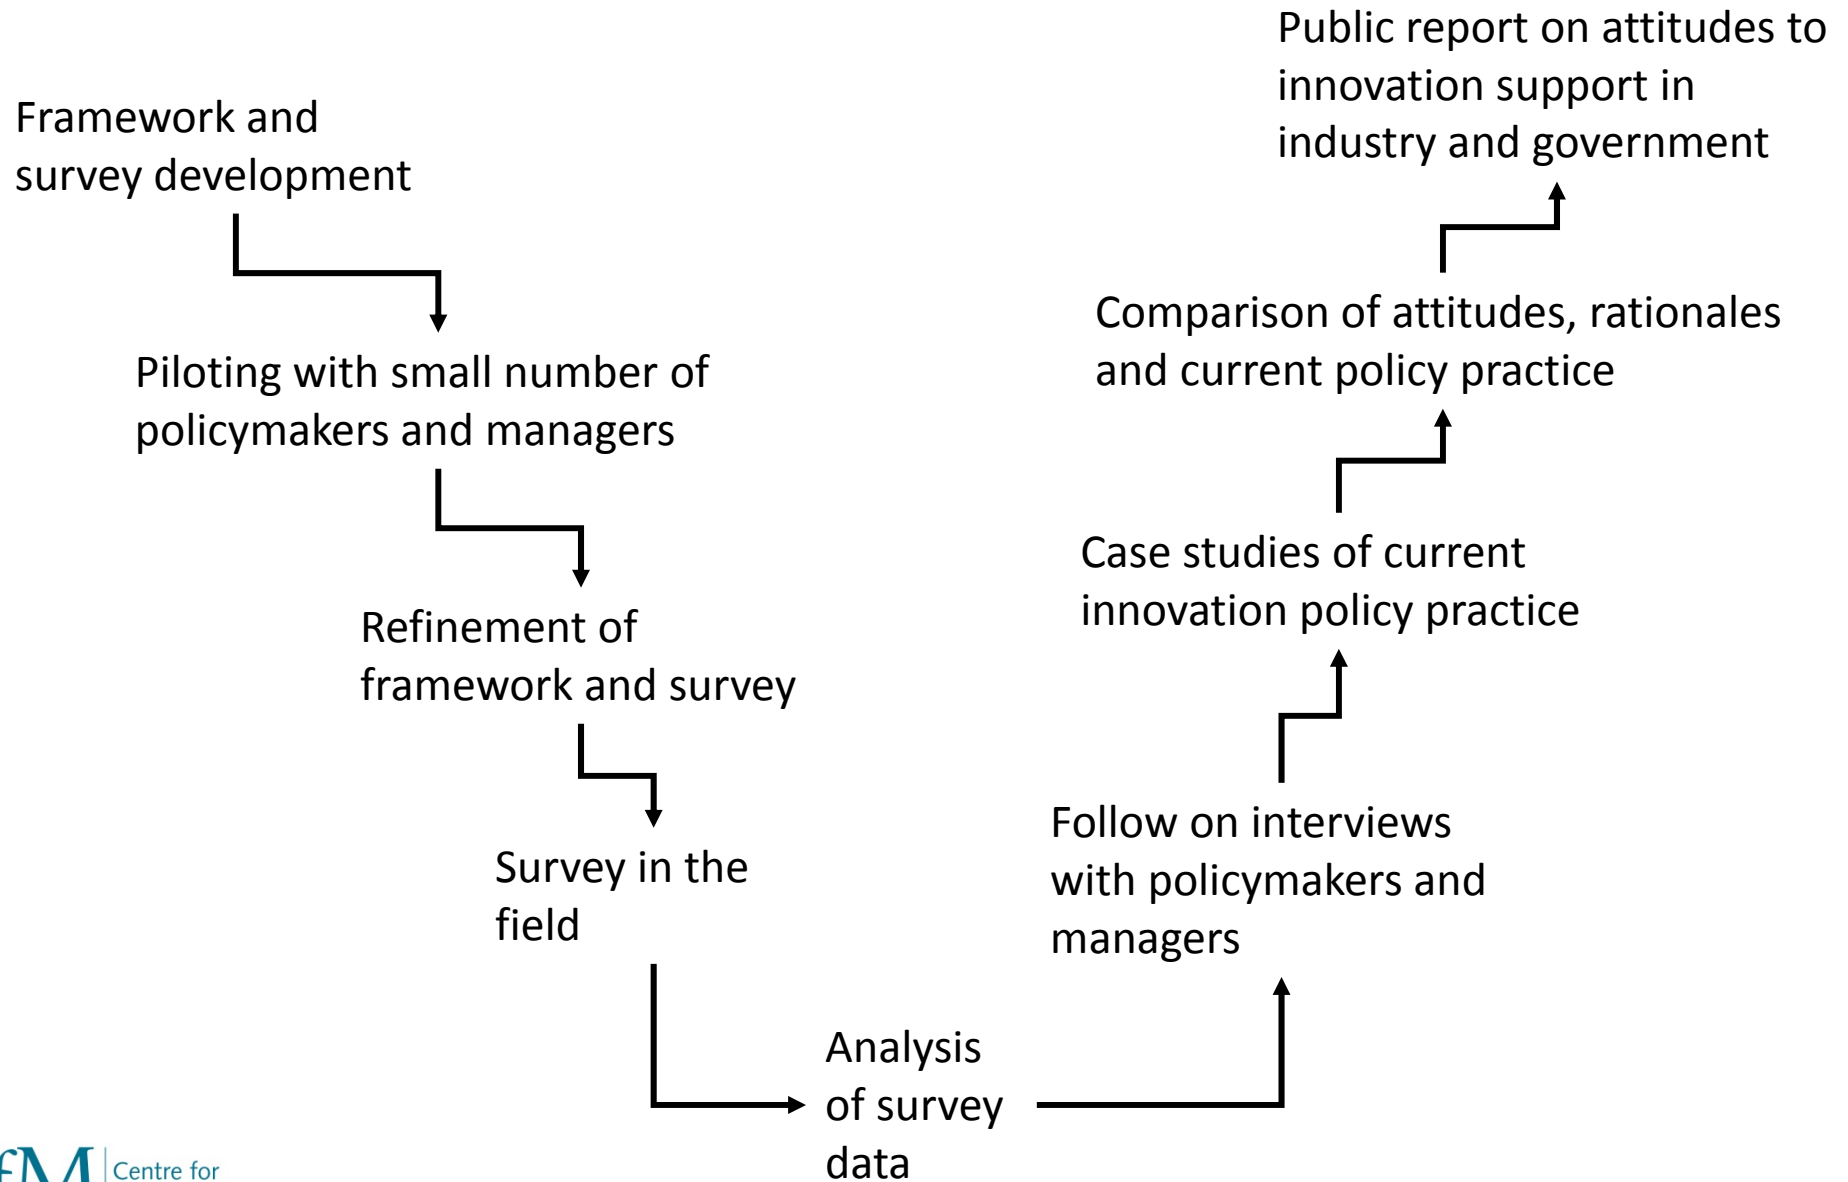 Framework and
survey development
Piloting with small number of
policymakers and managers
Refinement of
framework and survey
Survey in the
field
Analysis
of survey
data
Follow on interviews
with policymakers and
managers
Case studies of current
innovation policy practice
Comparison of attitudes, rationales
and current policy practice
Public report on attitudes to
innovation support in
industry and government
Centre for